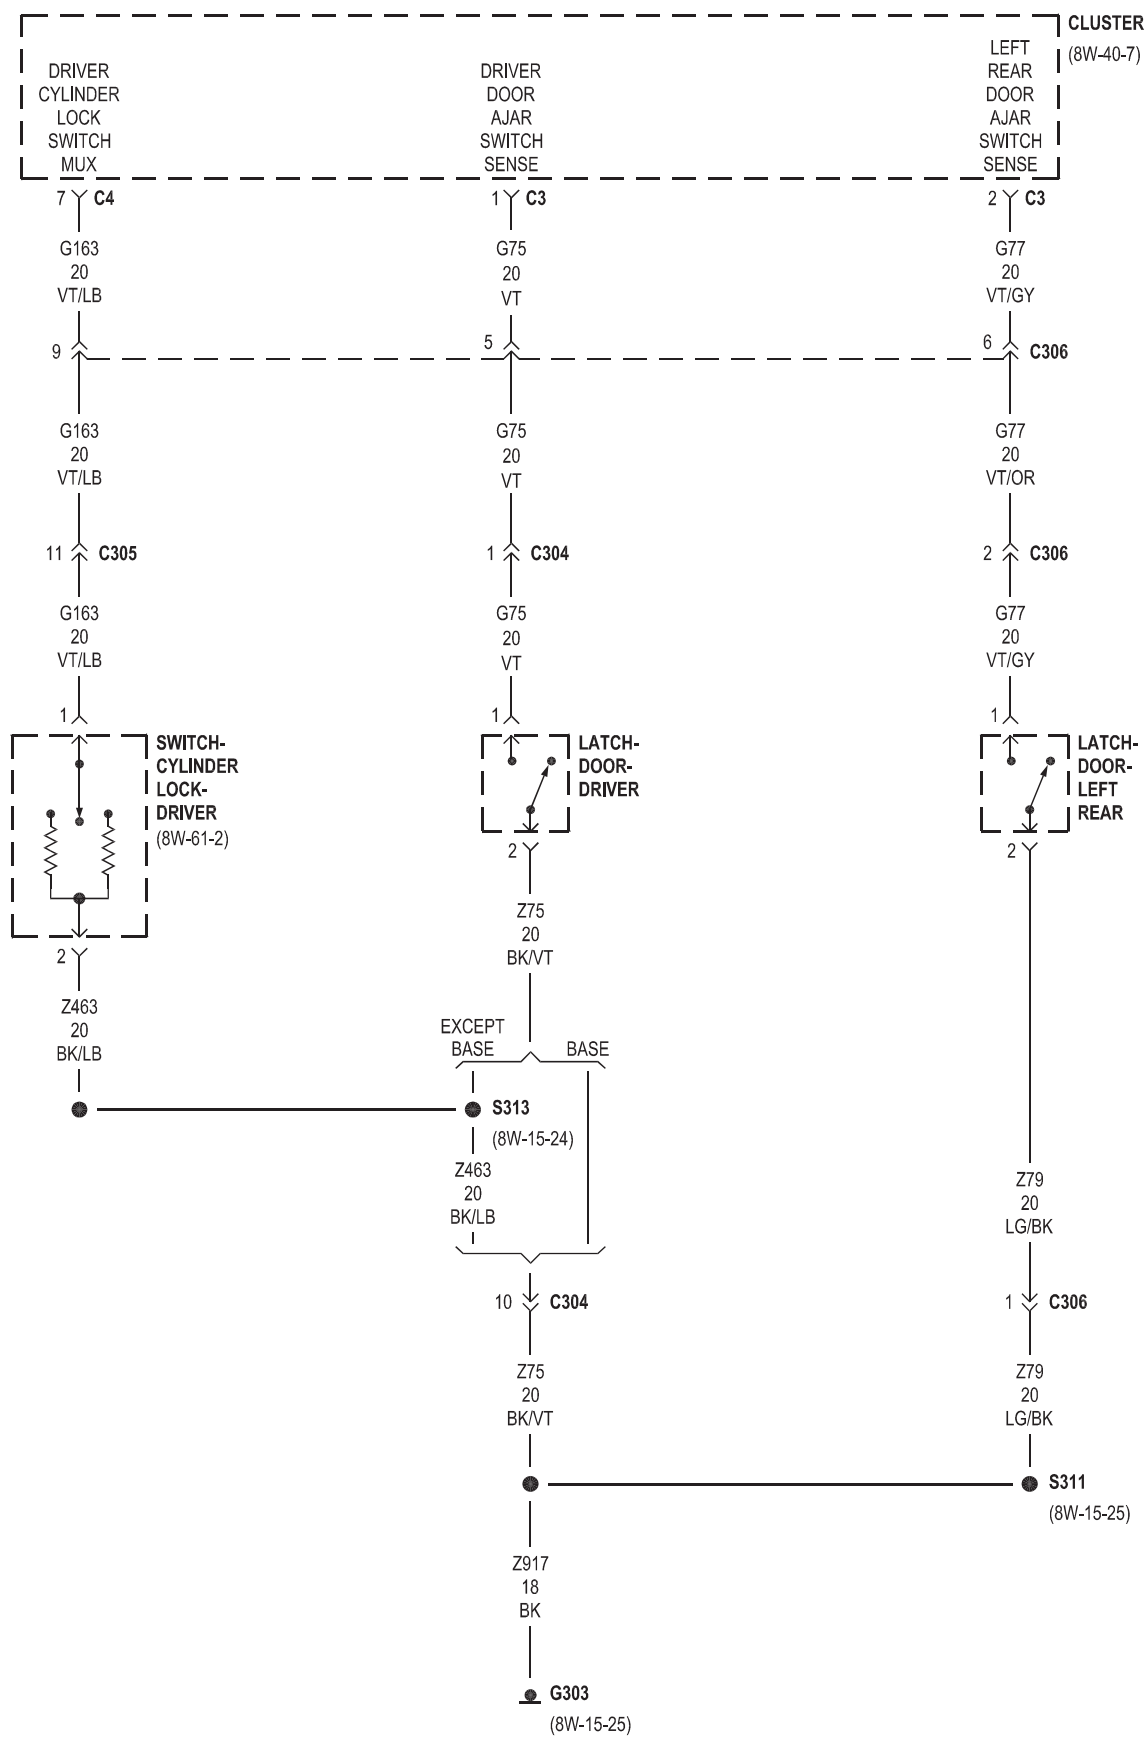 CLUSTER
(8W-40-7)
DRIVER
CYLINDER
LOCK
SWITCH
MUX
DRIVER
DOOR
AJAR
SWITCH
SENSE
LEFT
REAR
DOOR
AJAR
SWITCH
SENSE
7 C4
1 C3
2 C3
G163
20
VT/LB
G75
20
VT
G77
20
VT/GY
9
5
6 C306
G163
20
VT/LB
G75
20
VT
G77
20
VT/OR
11 C305
1 C304
2 C306
G163
20
VT/LB
G75
20
VT
G77
20
VT/GY
1
1
1
SWITCH-
CYLINDER
LOCK-
DRIVER
(8W-61-2)
LATCH-
DOOR-
DRIVER
LATCH-
DOOR-
LEFT
REAR
2
2
2
Z463
20
BK/LB
Z75
20
BK/VT
EXCEPT
BASE
BASE
S313
(8W-15-24)
Z463
20
BK/LB
Z79
20
LG/BK
10 C304
1 C306
Z75
20
BK/VT
Z79
20
LG/BK
S311
(8W-15-25)
Z917
18
BK
G303
(8W-15-25)